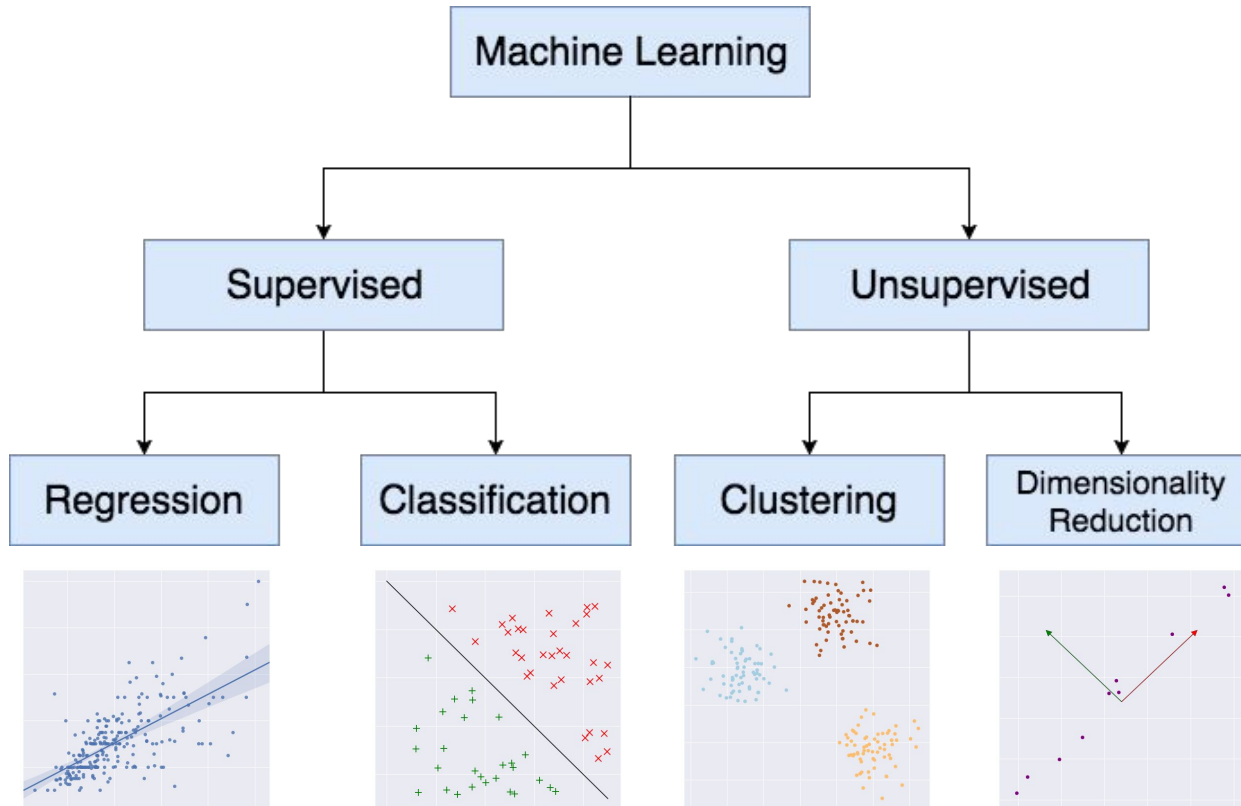 Machine Learning
Supervised
Unsupervised
Regression
Classification
Clustering
Dimensionality
Reduction